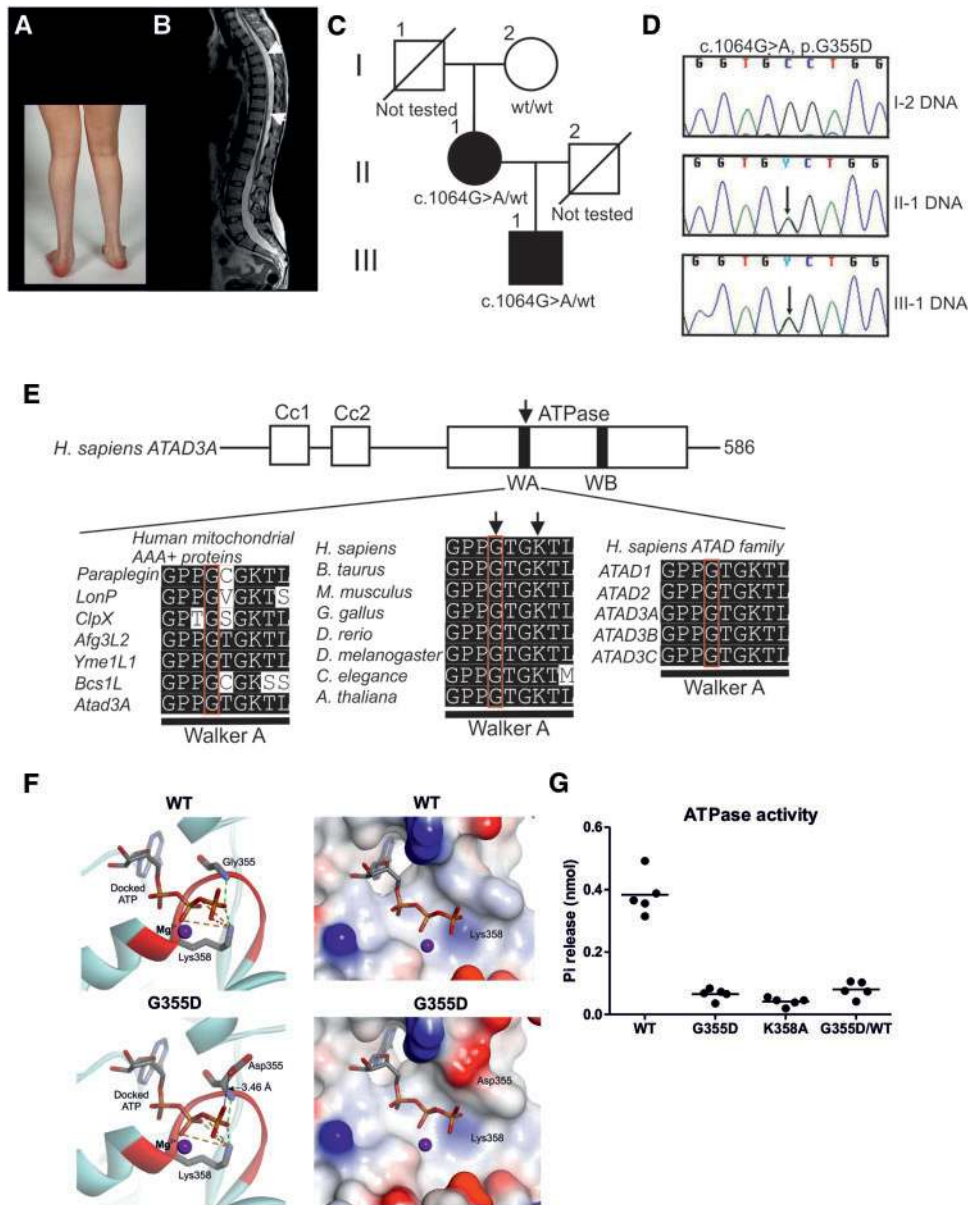 A
B
C
1
2
I
Not tested
wt/wt
1
2
II
c.1064G>A/wt
Not tested
1
III
c.1064G>A/wt
D
c.1064G>A, p.G355D
G G T G C C T G G
I-2 DNA
G G T G Y C T G G
II-1 DNA
G G T G Y C T G G
III-1 DNA
E
Cc1
Cc2
ATPase
H. sapiens ATAD3A
586
WA
WB
Human mitochondrial
AAA+ proteins
Paraplegin GPPGCGKTL
LonP GPPGVGKTS
ClpX GPTGSGKTL
Afg3L2 GPPGTGKTL
Yme1L1 GPPGTGKTL
Bcs1L GPPGCGKSS
Atad3A GPPGTGKTL
Walker A
H. sapiens GPPGTGKTL
B. taurus GPPGTGKTL
M. musculus GPPGTGKTL
G. gallus GPPGTGKTL
D. rerio GPPGTGKTL
D. melanogaster GPPGTGKTL
C. elegance GPPGTGKTM
A. thaliana GPPGTGKTL
Walker A
H. sapiens ATAD family
ATAD1 GPPGTGKTL
ATAD2 GPPGTGKTL
ATAD3A GPPGTGKTL
ATAD3B GPPGTGKTL
ATAD3C GPPGTGKTL
Walker A
F
WT
Gly355
Docked
ATP
Lys358
WT
Lys358
G355D
Asp355
~3.46 Å
Docked
ATP
Lys358
G355D
Asp355
Lys358
G
ATPase activity
Pi release (nmol)
0.6
0.4
0.2
0.0
WT
G355D
K358A
G355D/WT